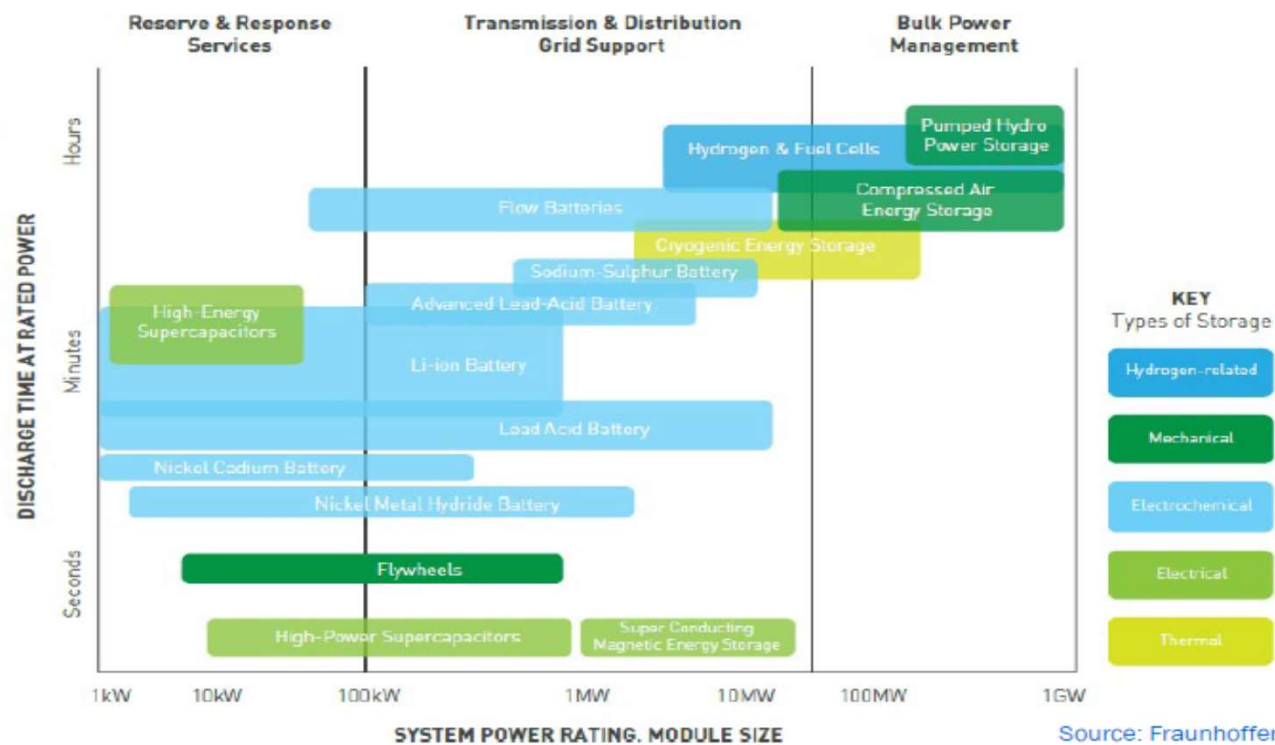 Reserve & Response
Services
Transmission & Distribution
Grid Support
Bulk Power
Management
DISCHARGE TIME AT RATED POWER
Hours
Minutes
Seconds
Pumped Hydro
Power Storage
Hydrogen & Fuel Cells
Compressed Air
Energy Storage
Flow Batteries
Cryogenic Energy Storage
Sodium-Sulphur Battery
Advanced Lead-Acid Battery
High-Energy
Supercapacitors
Li-ion Battery
Lead Acid Battery
Nickel Cadium Battery
Nickel Metal Hydride Battery
Flywheels
High-Power Supercapacitors
Super Conducting
Magnetic Energy Storage
KEY
Types of Storage
Hydrogen-related
Mechanical
Electrochemical
Electrical
Thermal
1kW 10kW 100kW 1MW 10MW 100MW 1GW
SYSTEM POWER RATING. MODULE SIZE
Source: Fraunhoffer